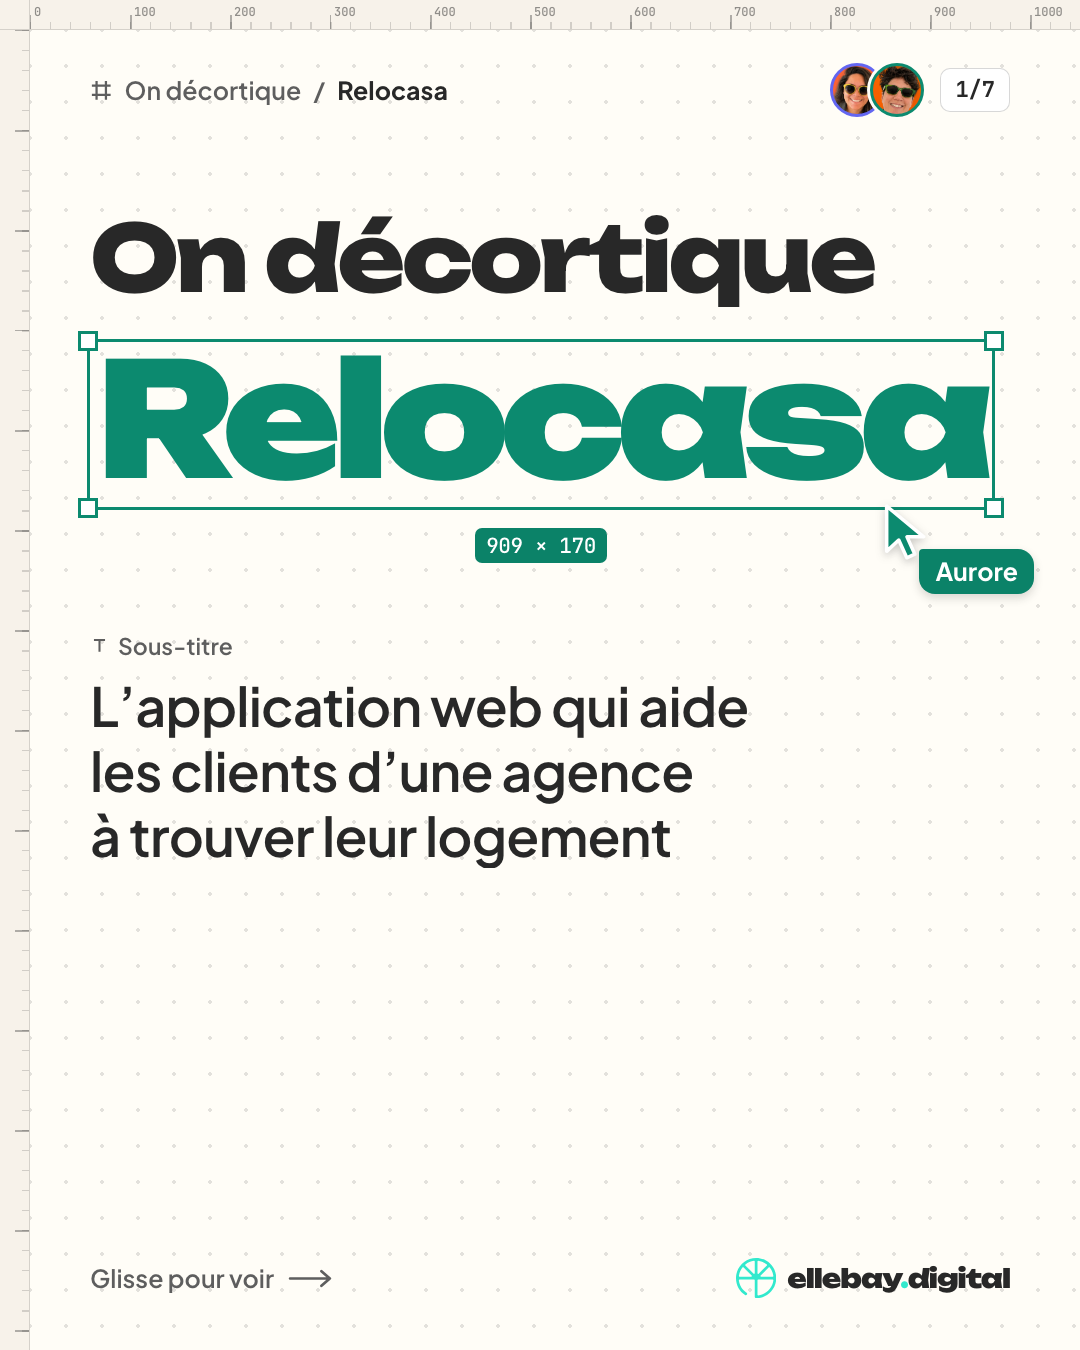 0 100 200 300 400 500 600 700 800 900 1000
On décortique / Relocasa
1/7
On décortique
Relocasa
909 × 170
Aurore
T Sous-titre
L’application web qui aide
les clients d’une agence
à trouver leur logement
Glisse pour voir
ellebay.digital